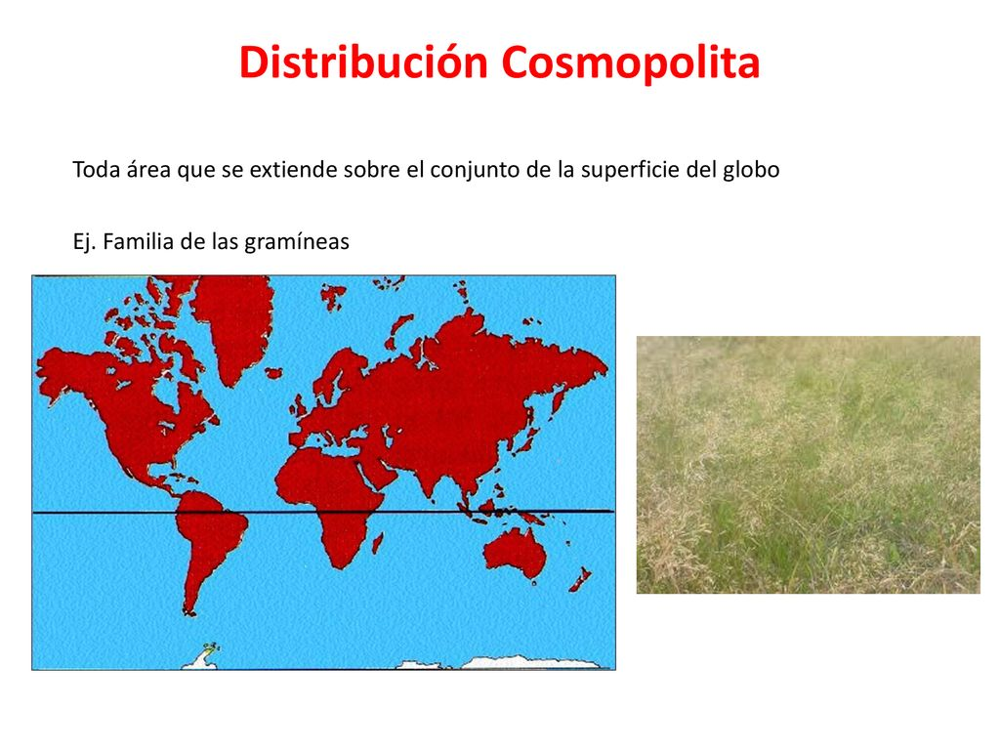 Distribución Cosmopolita
Toda área que se extiende sobre el conjunto de la superficie del globo
Ej. Familia de las gramíneas